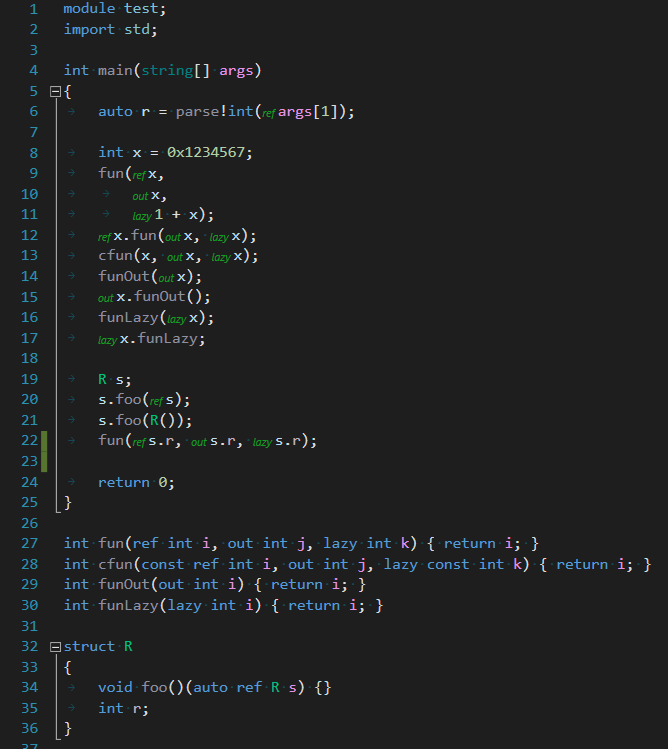 1 module test;
2 import std;
3
4 int main(string[] args)
5 {
6 auto r = parse!int(ref args[1]);
7
8 int x = 0x1234567;
9 fun(ref x,
10 out x,
11 lazy 1 + x);
12 ref x.fun(out x, lazy x);
13 cfun(x, out x, lazy x);
14 funOut(out x);
15 out x.funOut();
16 funLazy(lazy x);
17 lazy x.funLazy;
18
19 R s;
20 s.foo(ref s);
21 s.foo(R());
22 fun(ref s.r, out s.r, lazy s.r);
23
24 return 0;
25 }
26
27 int fun(ref int i, out int j, lazy int k) { return i; }
28 int cfun(const ref int i, out int j, lazy const int k) { return i; }
29 int funOut(out int i) { return i; }
30 int funLazy(lazy int i) { return i; }
31
32 struct R
33 {
34 void foo()(auto ref R s) {}
35 int r;
36 }
37